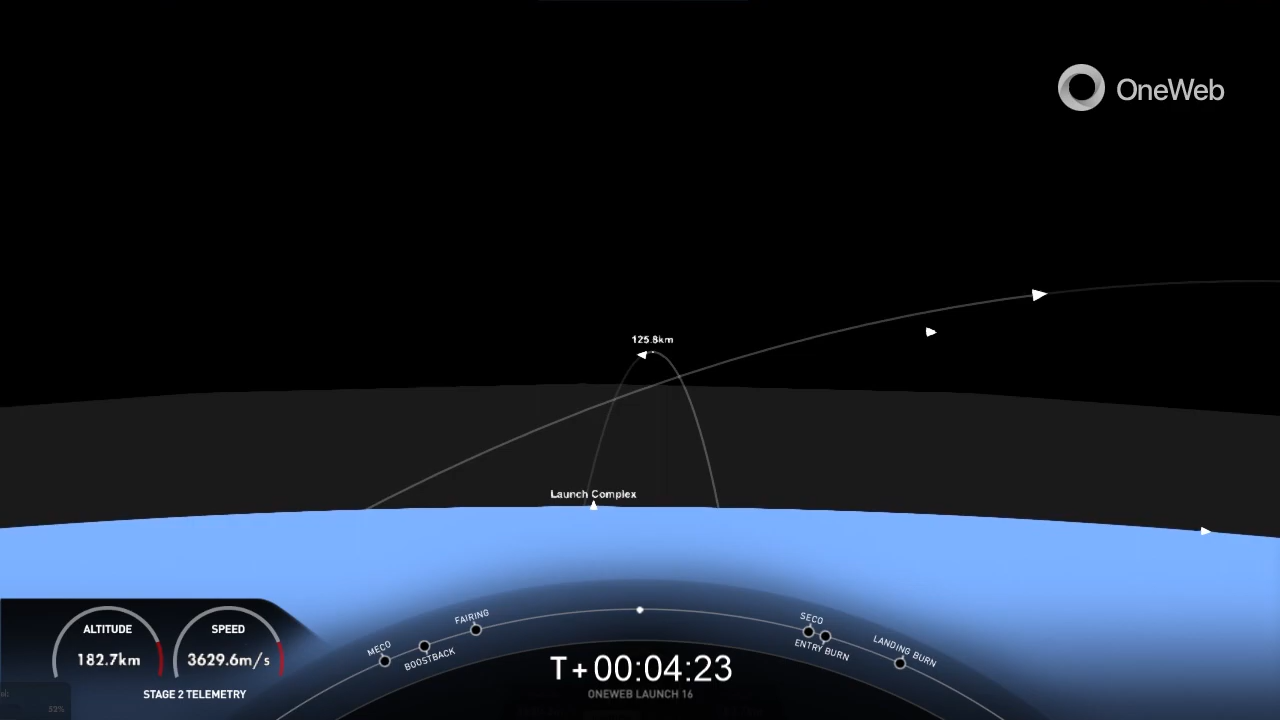 OneWeb
125.8km
Launch Complex
MECO
BOOSTBACK
FAIRING
SECO
ENTRY BURN
LANDING BURN
ALTITUDE
182.7km
SPEED
3629.6m/s
STAGE 2 TELEMETRY
T+00:04:23
ONEWEB LAUNCH 16
52%